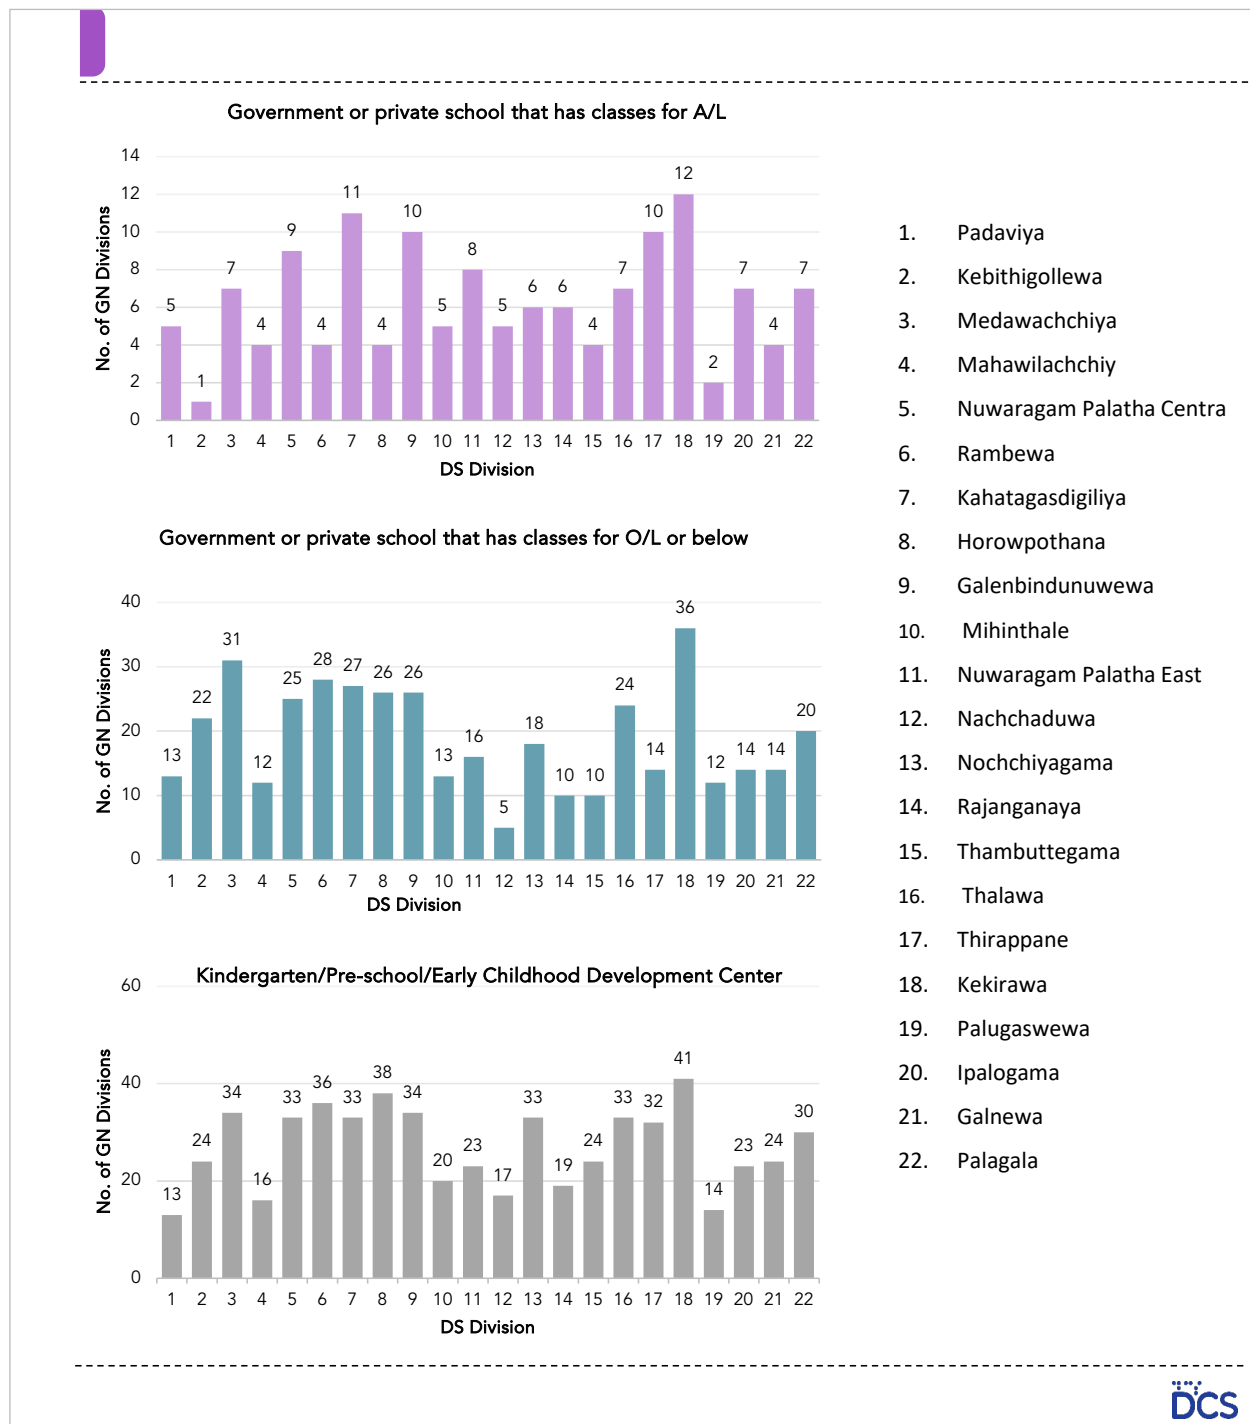 Government or private school that has classes for A/L
No. of GN Divisions
14
12
10
8
6
4
2
0
5 1 7 4 9 4 11 4 10 5 8 5 6 6 4 7 10 12 2 7 4 7
1 2 3 4 5 6 7 8 9 10 11 12 13 14 15 16 17 18 19 20 21 22
DS Division
Government or private school that has classes for O/L or below
No. of GN Divisions
40
30
20
10
0
13 22 31 12 25 28 27 26 26 13 16 5 18 10 10 24 14 36 12 14 14 20
1 2 3 4 5 6 7 8 9 10 11 12 13 14 15 16 17 18 19 20 21 22
DS Division
Kindergarten/Pre-school/Early Childhood Development Center
No. of GN Divisions
60
40
20
0
13 24 34 16 33 36 33 38 34 20 23 17 33 19 24 33 32 41 14 23 24 30
1 2 3 4 5 6 7 8 9 10 11 12 13 14 15 16 17 18 19 20 21 22
DS Division
1. Padaviya
2. Kebithigollewa
3. Medawachchiya
4. Mahawilachchiy
5. Nuwaragam Palatha Centra
6. Rambewa
7. Kahatagasdigiliya
8. Horowpothana
9. Galenbindunuwewa
10. Mihinthale
11. Nuwaragam Palatha East
12. Nachchaduwa
13. Nochchiyagama
14. Rajanganaya
15. Thambuttegama
16. Thalawa
17. Thirappane
18. Kekirawa
19. Palugaswewa
20. Ipalogama
21. Galnewa
22. Palagala
DCS